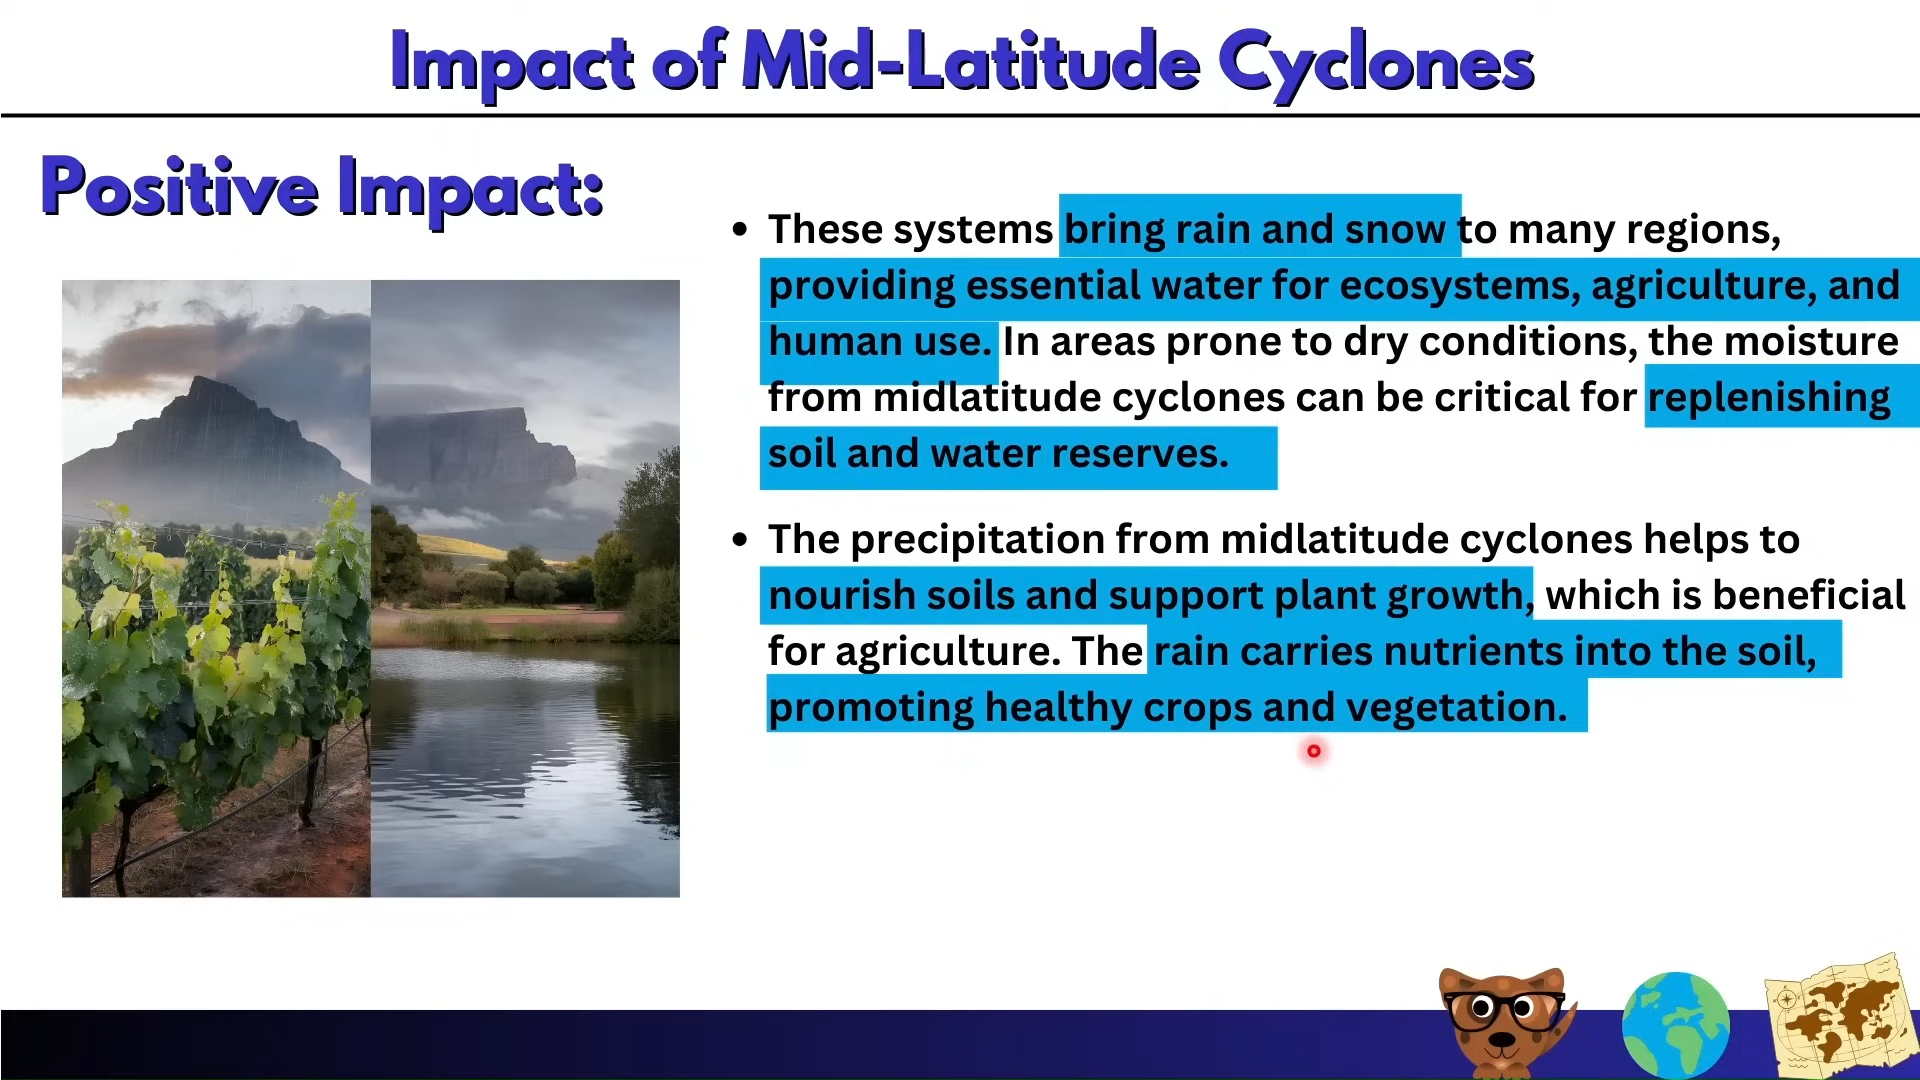 Impact of Mid-Latitude Cyclones
Positive Impact:
• These systems bring rain and snow to many regions,
providing essential water for ecosystems, agriculture, and
human use. In areas prone to dry conditions, the moisture
from midlatitude cyclones can be critical for replenishing
soil and water reserves.
• The precipitation from midlatitude cyclones helps to
nourish soils and support plant growth, which is beneficial
for agriculture. The rain carries nutrients into the soil,
promoting healthy crops and vegetation.